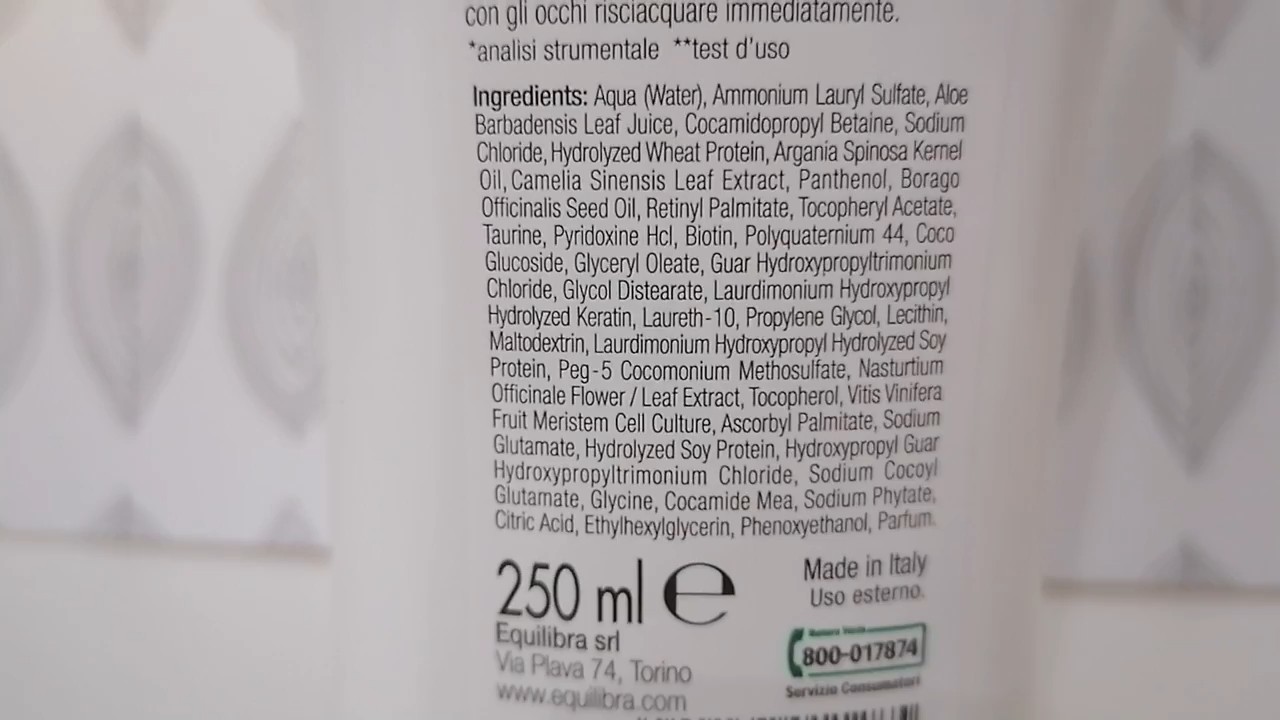 con gli occhi risciacquare immediatamente.
*analisi strumentale **test d'uso
Ingredients: Aqua (Water), Ammonium Lauryl Sulfate, Aloe
Barbadensis Leaf Juice, Cocamidopropyl Betaine, Sodium
Chloride, Hydrolyzed Wheat Protein, Argania Spinosa Kernel
Oil, Camelia Sinensis Leaf Extract, Panthenol, Borago
Officinalis Seed Oil, Retinyl Palmitate, Tocopheryl Acetate,
Taurine, Pyridoxine Hcl, Biotin, Polyquaternium 44, Coco
Glucoside, Glyceryl Oleate, Guar Hydroxypropyltrimonium
Chloride, Glycol Distearate, Laurdimonium Hydroxypropyl
Hydrolyzed Keratin, Laureth-10, Propylene Glycol, Lecithin,
Maltodextrin, Laurdimonium Hydroxypropyl Hydrolyzed Soy
Protein, Peg-5 Cocomonium Methosulfate, Nasturtium
Officinale Flower / Leaf Extract, Tocopherol, Vitis Vinifera
Fruit Meristem Cell Culture, Ascorbyl Palmitate, Sodium
Glutamate, Hydrolyzed Soy Protein, Hydroxypropyl Guar
Hydroxypropyltrimonium Chloride, Sodium Cocoyl
Glutamate, Glycine, Cocamide Mea, Sodium Phytate,
Citric Acid, Ethylhexylglycerin, Phenoxyethanol, Parfum.
250 ml e
Equilibra srl
Via Plava 74, Torino
www.equilibra.com
Made in Italy
Uso esterno.
Numero Verde
800-017874
Servizio Consumatori